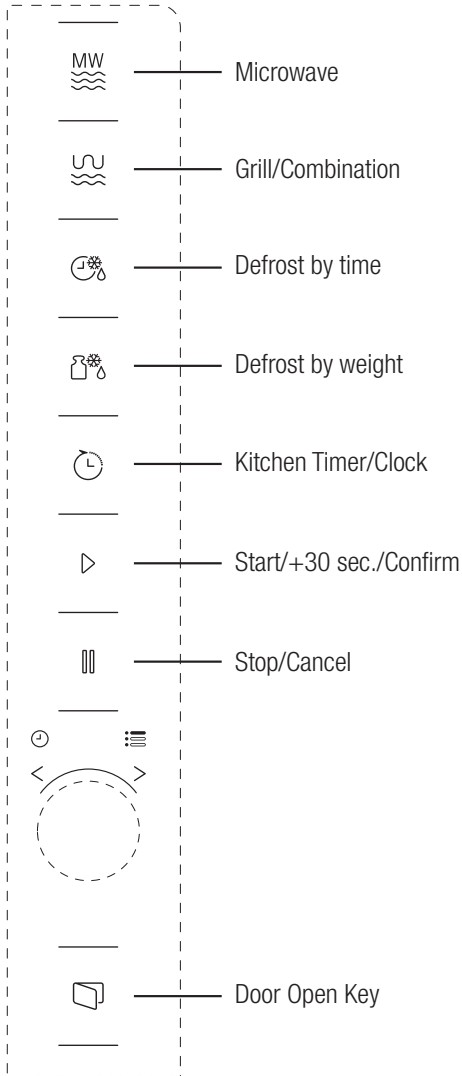 MW
Microwave
Grill/Combination
Defrost by time
Defrost by weight
Kitchen Timer/Clock
Start/+30 sec./Confirm
Stop/Cancel
Door Open Key